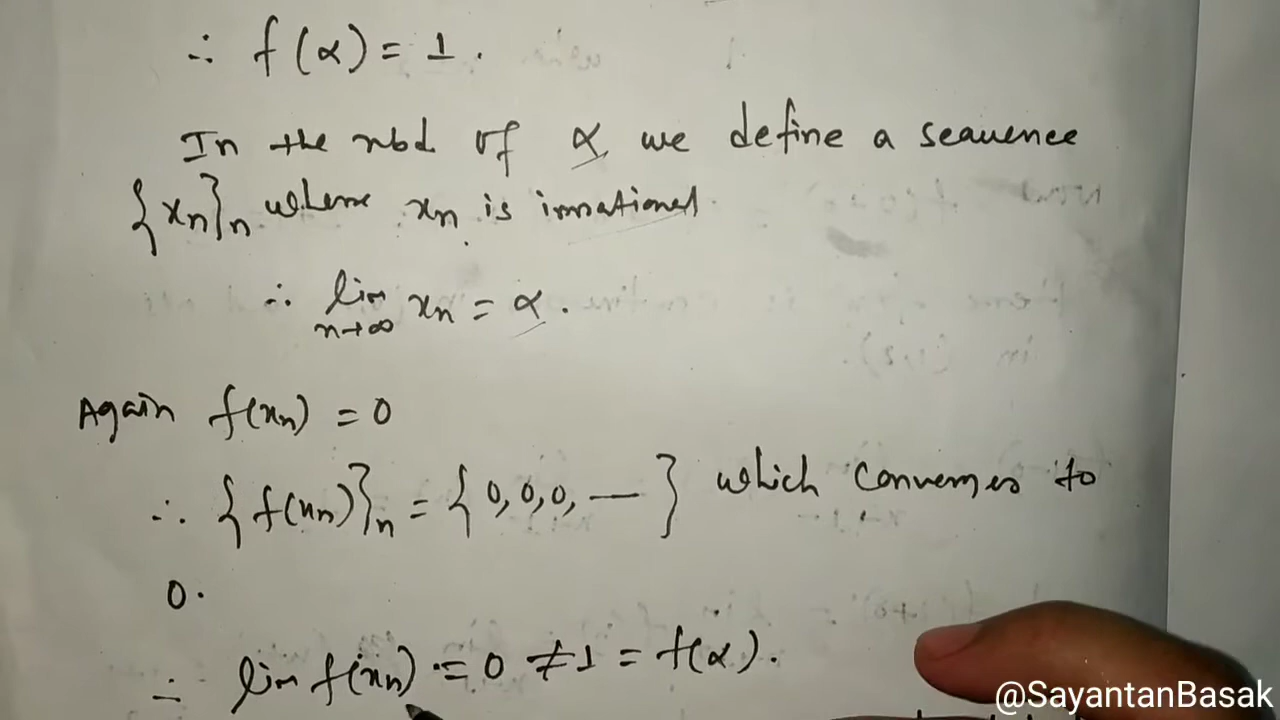 ∴ f(α) = 1.
In the nbd of α we define a sequence
{xn}n where xn is irrational
∴ lim n→∞ xn = α.
Again f(xn) = 0
∴ {f(xn)}n = {0, 0, 0, — } which converges to
0.
∴ lim f(xn) = 0 ≠ 1 = f(α).
@SayantanBasak